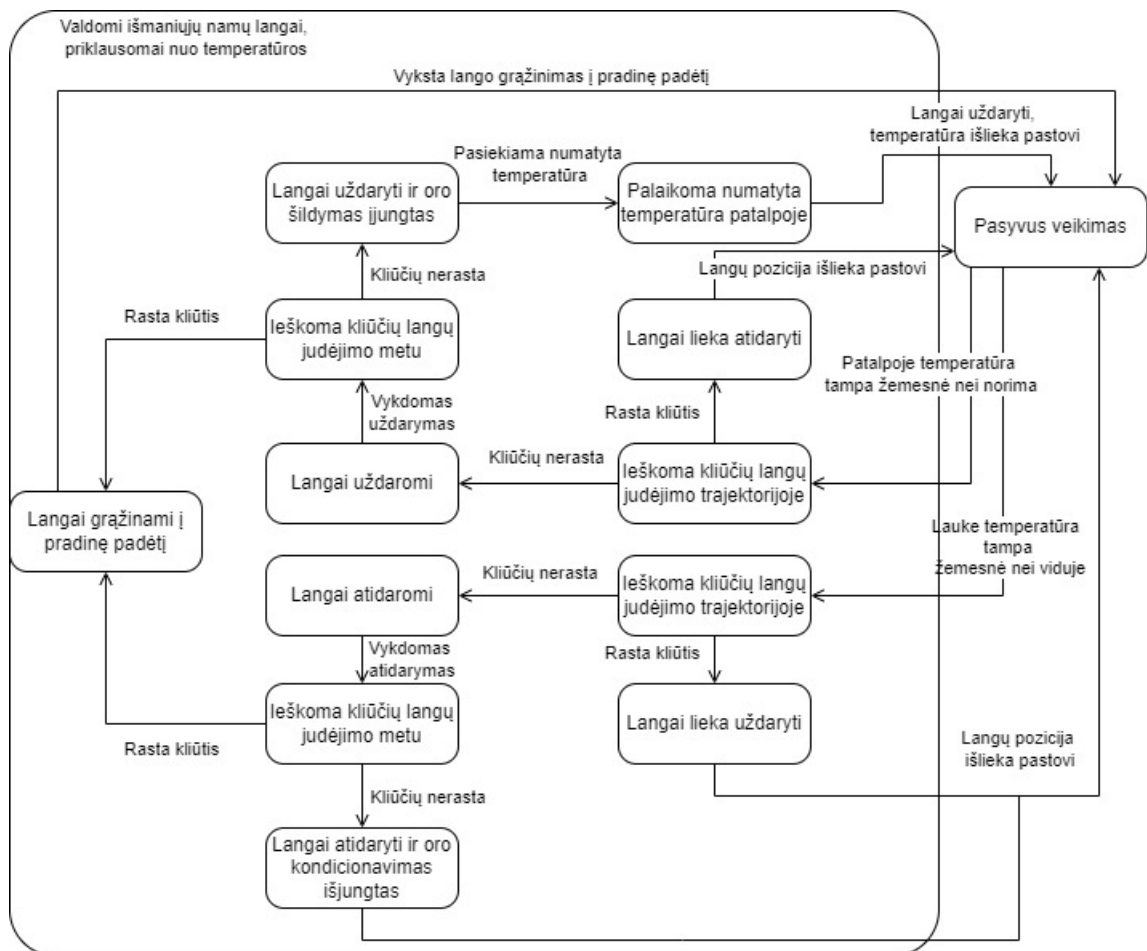 Valdomi išmaniųjų namų langai,
priklausomai nuo temperatūros
Vyksta lango grąžinimas į pradinę padėtį
Langai uždaryti,
temperatūra išlieka pastovi
Pasiekiama numatyta
temperatūra
Langai uždaryti ir oro
šildymas įjungtas
Palaikoma numatyta
temperatūra patalpoje
Pasyvus veikimas
Kliūčių nerasta
Langų pozicija išlieka pastovi
Rasta kliūtis
Ieškoma kliūčių langų
judėjimo metu
Langai lieka atidaryti
Patalpoje temperatūra
tampa žemesnė nei norima
Vykdomas
uždarymas
Rasta kliūtis
Kliūčių nerasta
Langai uždaromi
Ieškoma kliūčių langų
judėjimo trajektorijoje
Langai grąžinami į
pradinę padėtį
Lauke temperatūra
tampa
žemesnė nei viduje
Kliūčių nerasta
Langai atidaromi
Ieškoma kliūčių langų
judėjimo trajektorijoje
Vykdomas
atidarymas
Rasta kliūtis
Ieškoma kliūčių langų
judėjimo metu
Langai lieka uždaryti
Rasta kliūtis
Langų pozicija
išlieka pastovi
Kliūčių nerasta
Langai atidaryti ir oro
kondicionavimas
išjungtas